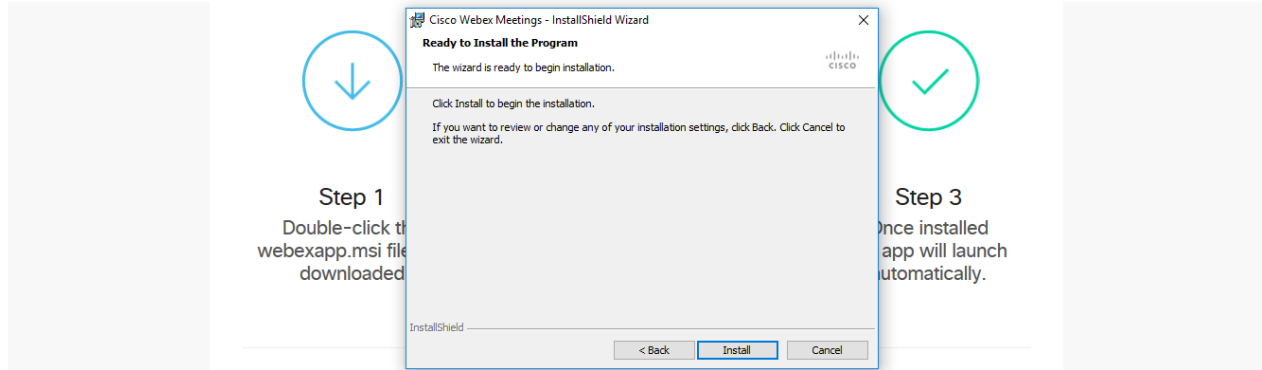 Cisco Webex Meetings - InstallShield Wizard
Ready to Install the Program
The wizard is ready to begin installation.
CISCO
Click Install to begin the installation.
If you want to review or change any of your installation settings, click Back. Click Cancel to
exit the wizard.
InstallShield
< Back
Install
Cancel
Step 1
Double-click
webexapp.msi file
downloaded
Step 3
installed
app will launch
automatically.